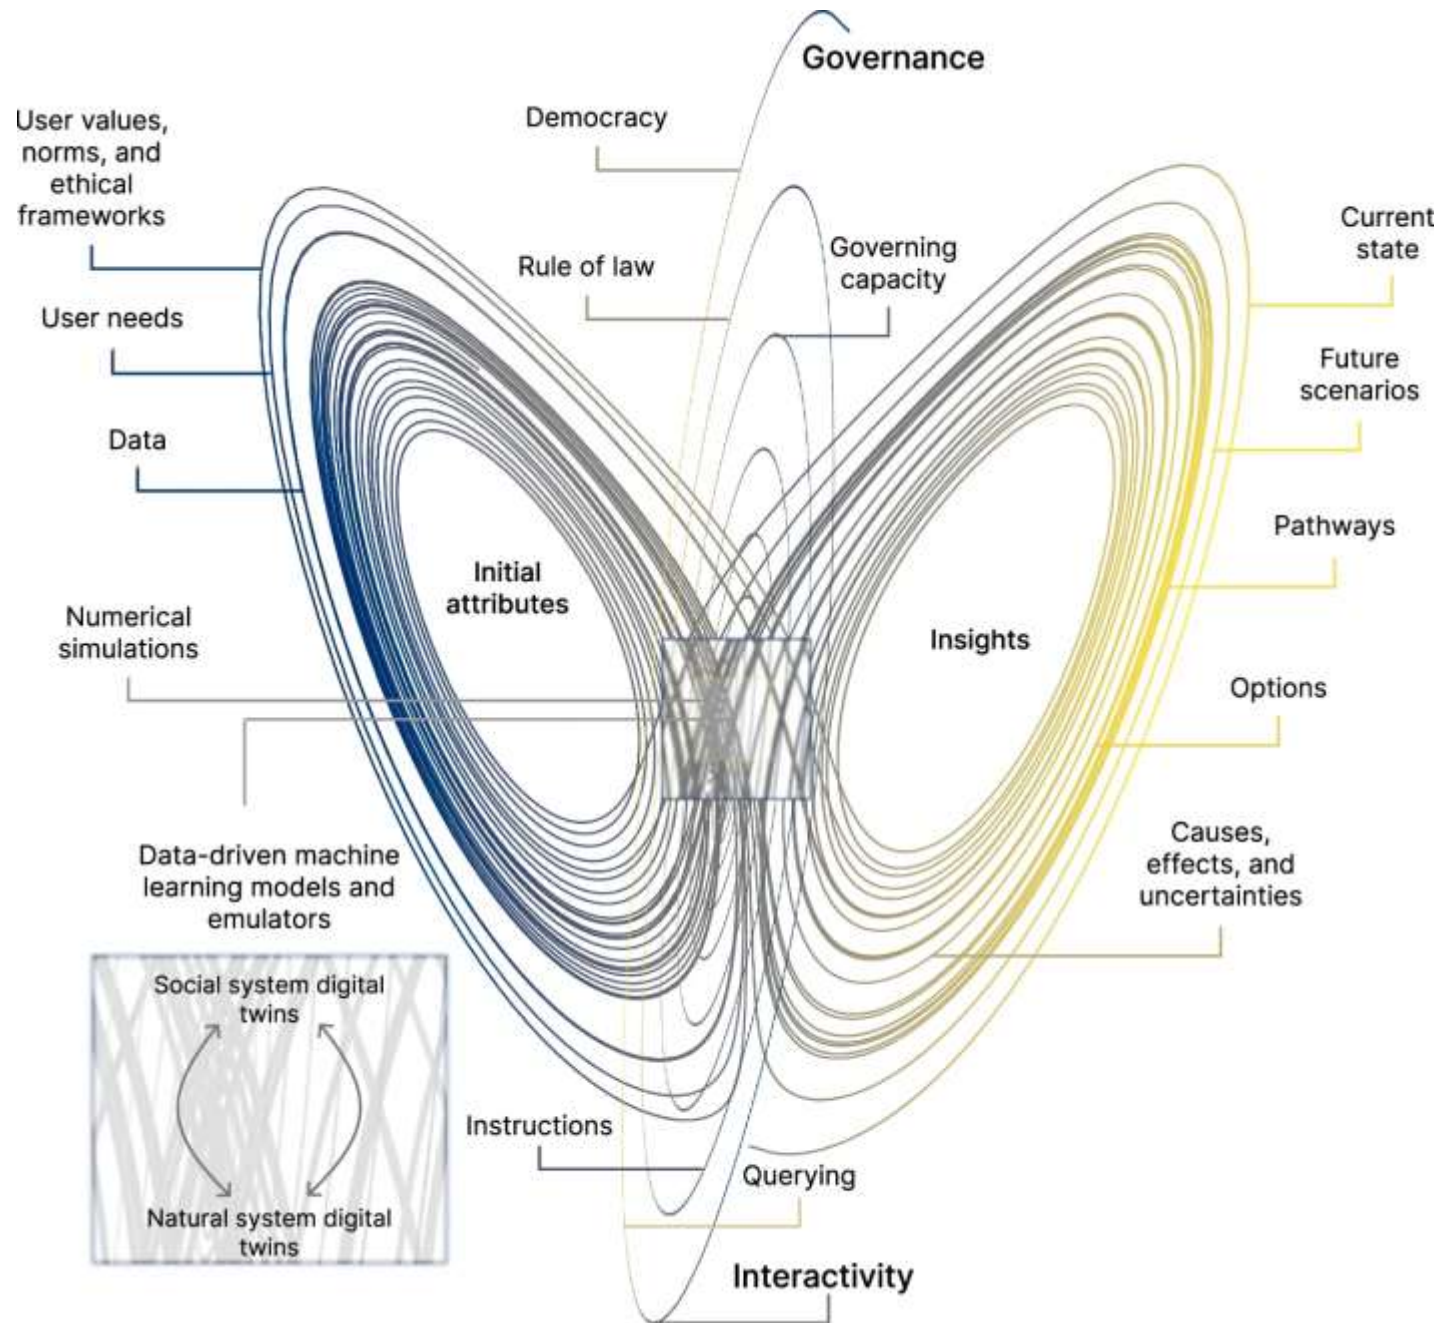 Governance
Democracy
User values,
norms, and
ethical
frameworks
Rule of law
Governing
capacity
Current
state
User needs
Future
scenarios
Data
Pathways
Initial
attributes
Insights
Numerical
simulations
Options
Data-driven machine
learning models and
emulators
Causes,
effects, and
uncertainties
Social system digital
twins
Natural system digital
twins
Instructions
Querying
Interactivity